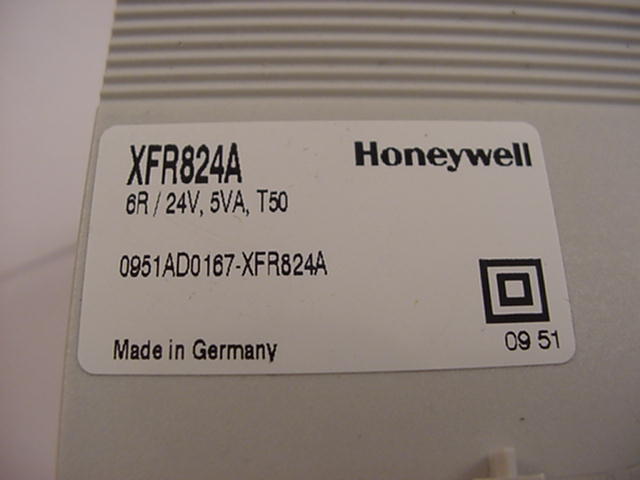 XFR824A
Honeywell
6R / 24V, 5VA, T50
0951AD0167-XFR824A
Made in Germany
09 51